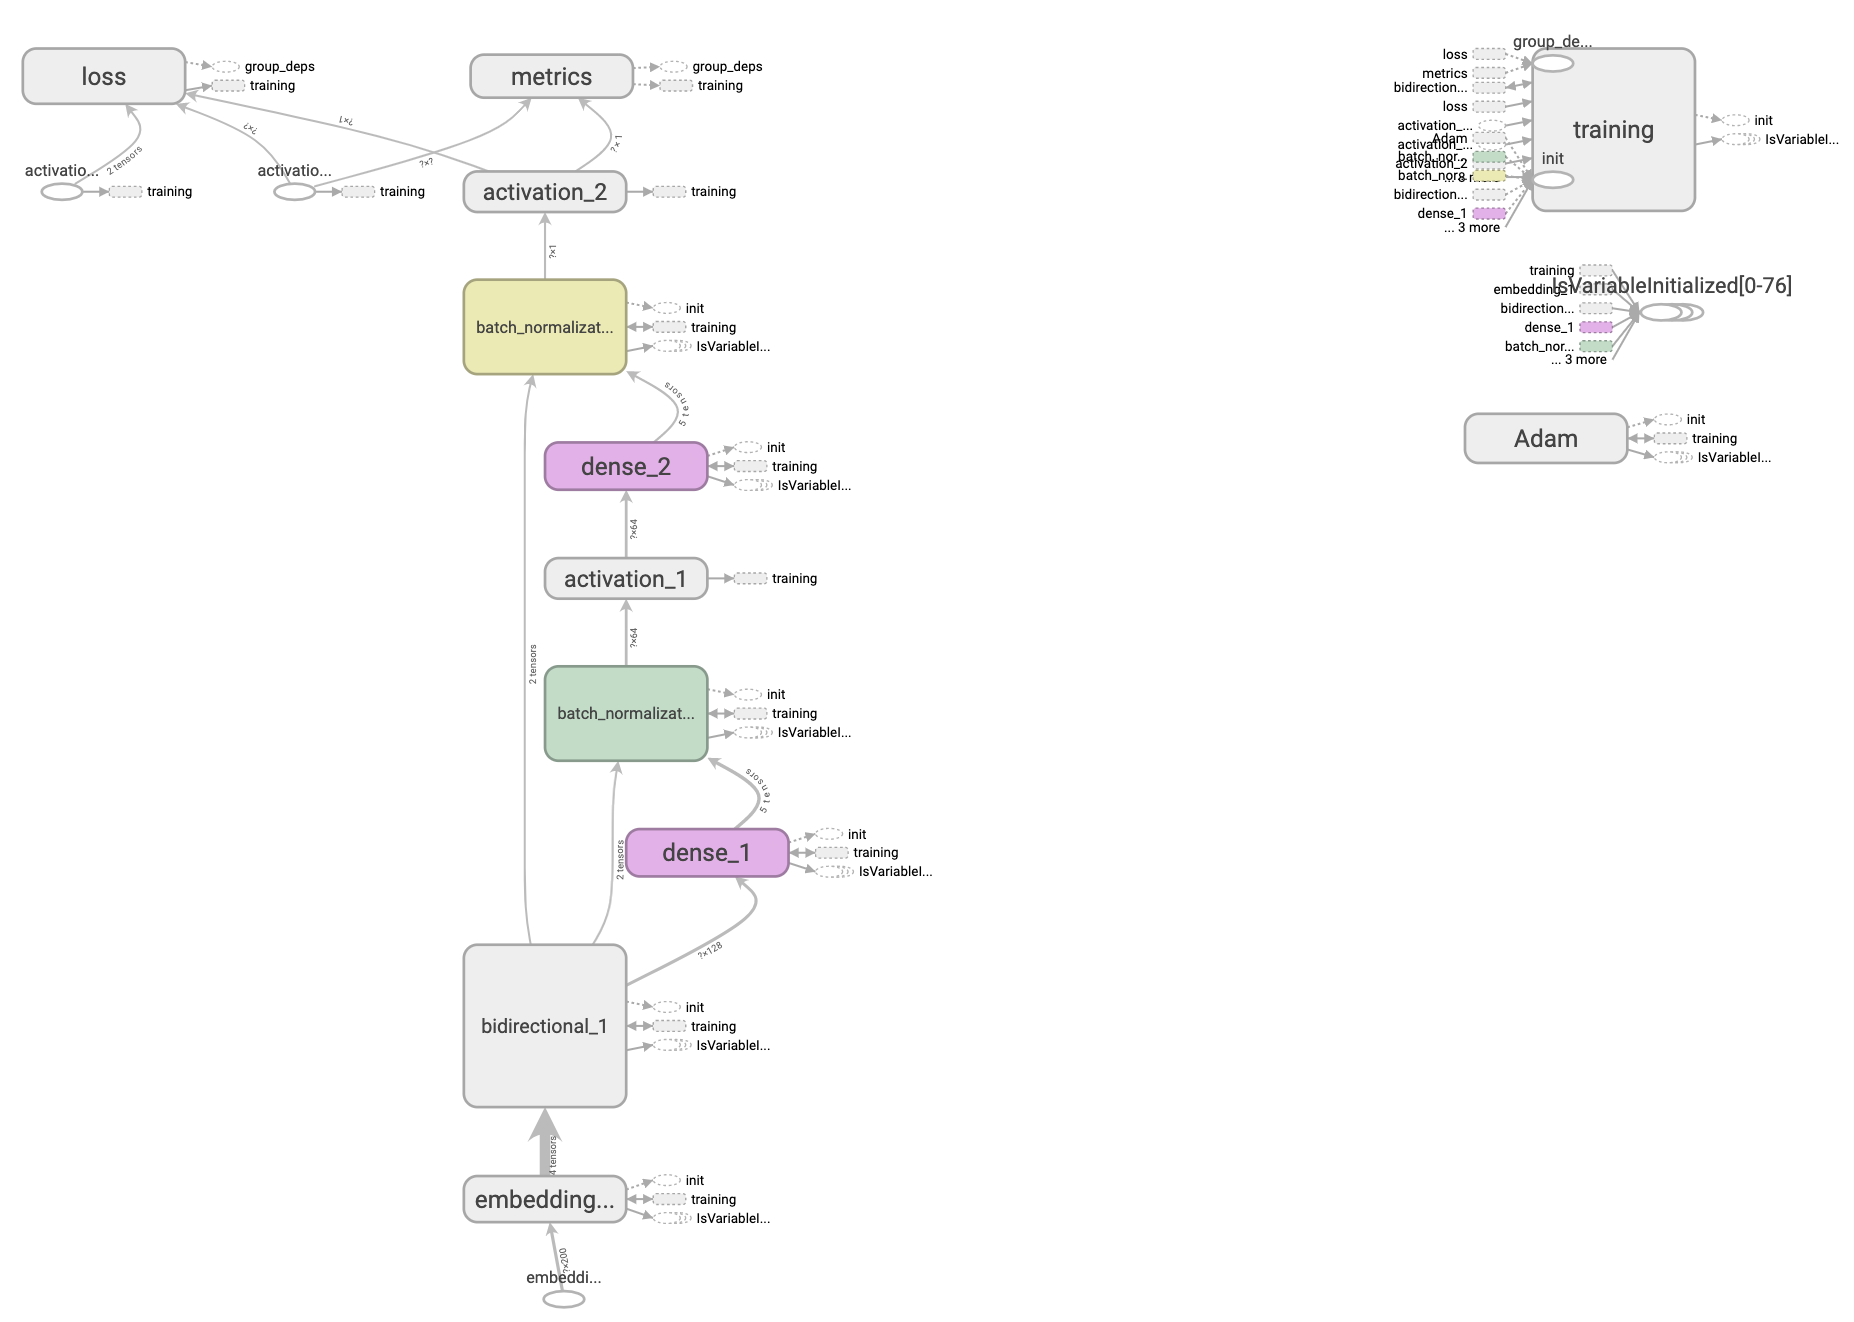 loss
group_deps
training
metrics
group_deps
training
?×1
?×?
2 tensors
?×?
?×1
activatio...
training
activatio...
training
activation_2
training
?×1
batch_normalizat...
init
training
IsVariableI...
5 tensors
dense_2
init
training
IsVariableI...
?×64
activation_1
training
?×64
2 tensors
batch_normalizat...
init
training
IsVariableI...
5 tensors
2 tensors
dense_1
init
training
IsVariableI...
?×128
bidirectional_1
init
training
IsVariableI...
4 tensors
embedding...
init
training
IsVariableI...
?×200
embeddi...
group_de...
loss
metrics
bidirection...
loss
activation_...
Adam
activation_...
batch_nor...
activation_2
batch_nor...
bidirection...
dense_1
... 3 more
training
init
init
IsVariableI...
training
IsVariableInitialized[0-76]
embedding_1
bidirection...
dense_1
batch_nor...
... 3 more
Adam
init
training
IsVariableI...